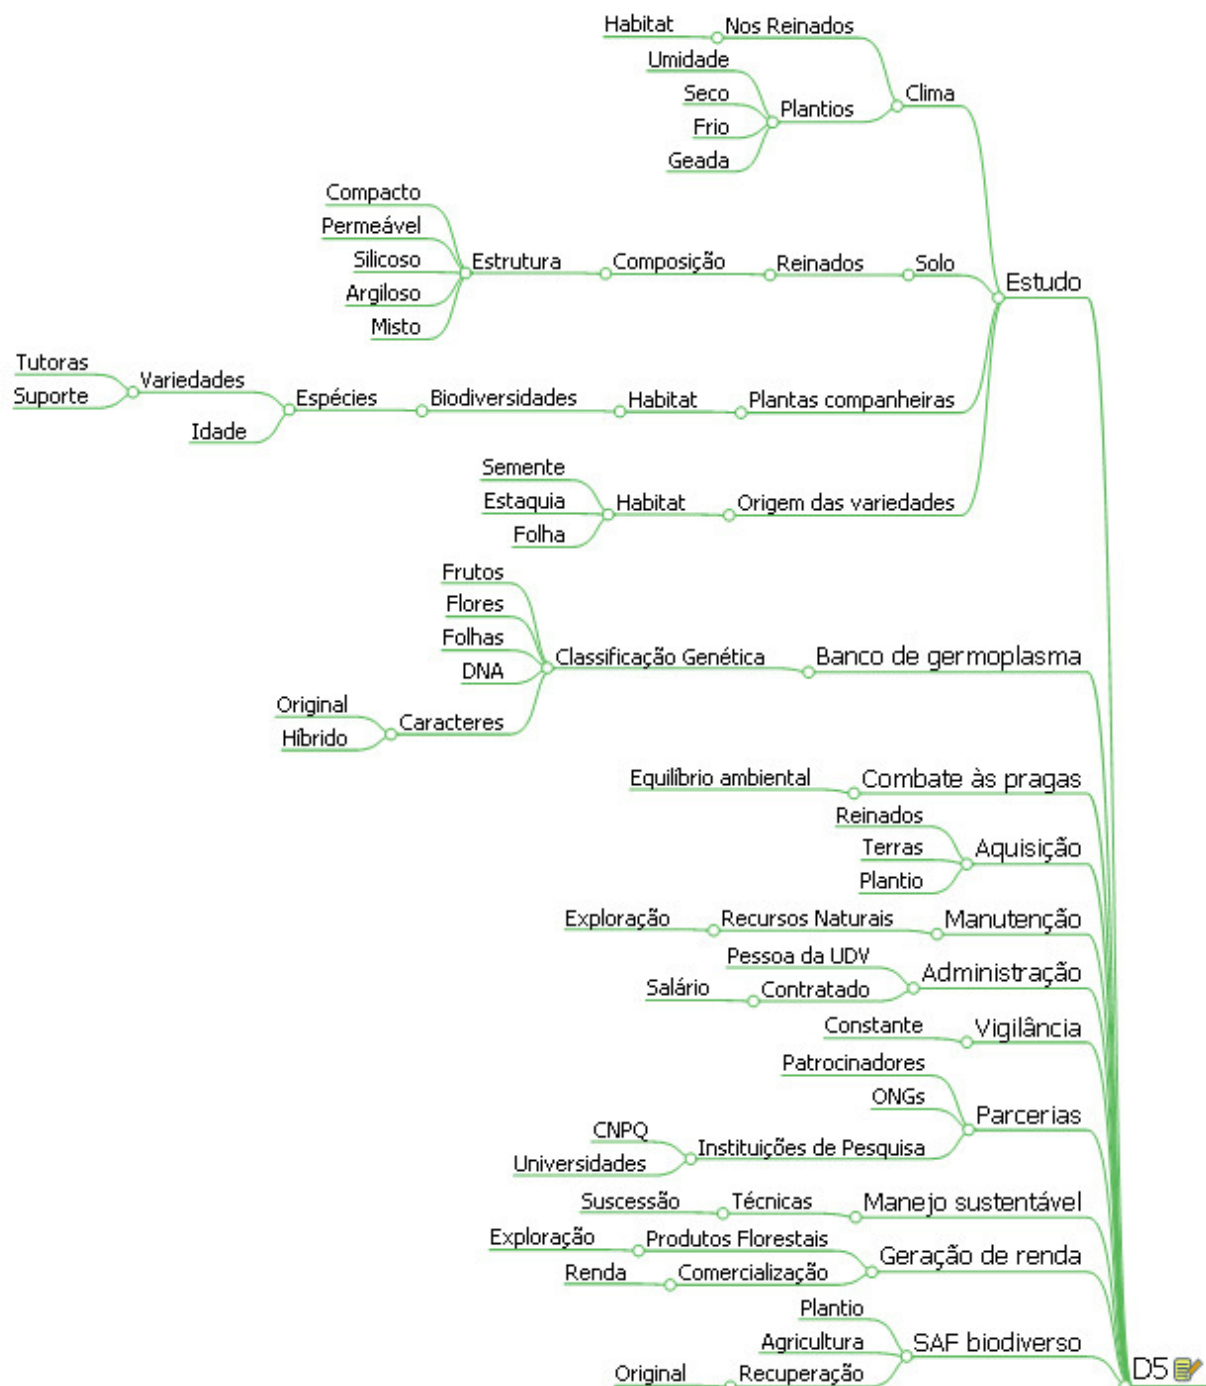 Habitat
Nos Reinados
Umidade
Seco
Plantios
Clima
Frio
Geada
Compacto
Permeável
Silicoso
Estrutura
Composição
Reinados
Solo
Estudo
Argiloso
Misto
Tutoras
Variedades
Suporte
Espécies
Biodiversidades
Habitat
Plantas companheiras
Idade
Semente
Estaquia
Habitat
Origem das variedades
Folha
Frutos
Flores
Folhas
Classificação Genética
Banco de germoplasma
DNA
Original
Caracteres
Híbrido
Equilíbrio ambiental
Combate às pragas
Reinados
Terras
Aquisição
Plantio
Exploração
Recursos Naturais
Manutenção
Pessoa da UDV
Administração
Salário
Contratado
Constante
Vigilância
Patrocinadores
ONGs
Parcerias
CNPQ
Instituições de Pesquisa
Universidades
Suscessão
Técnicas
Manejo sustentável
Exploração
Produtos Florestais
Geração de renda
Renda
Comercialização
Plantio
Agricultura
SAF biodiverso
Original
Recuperação
D5